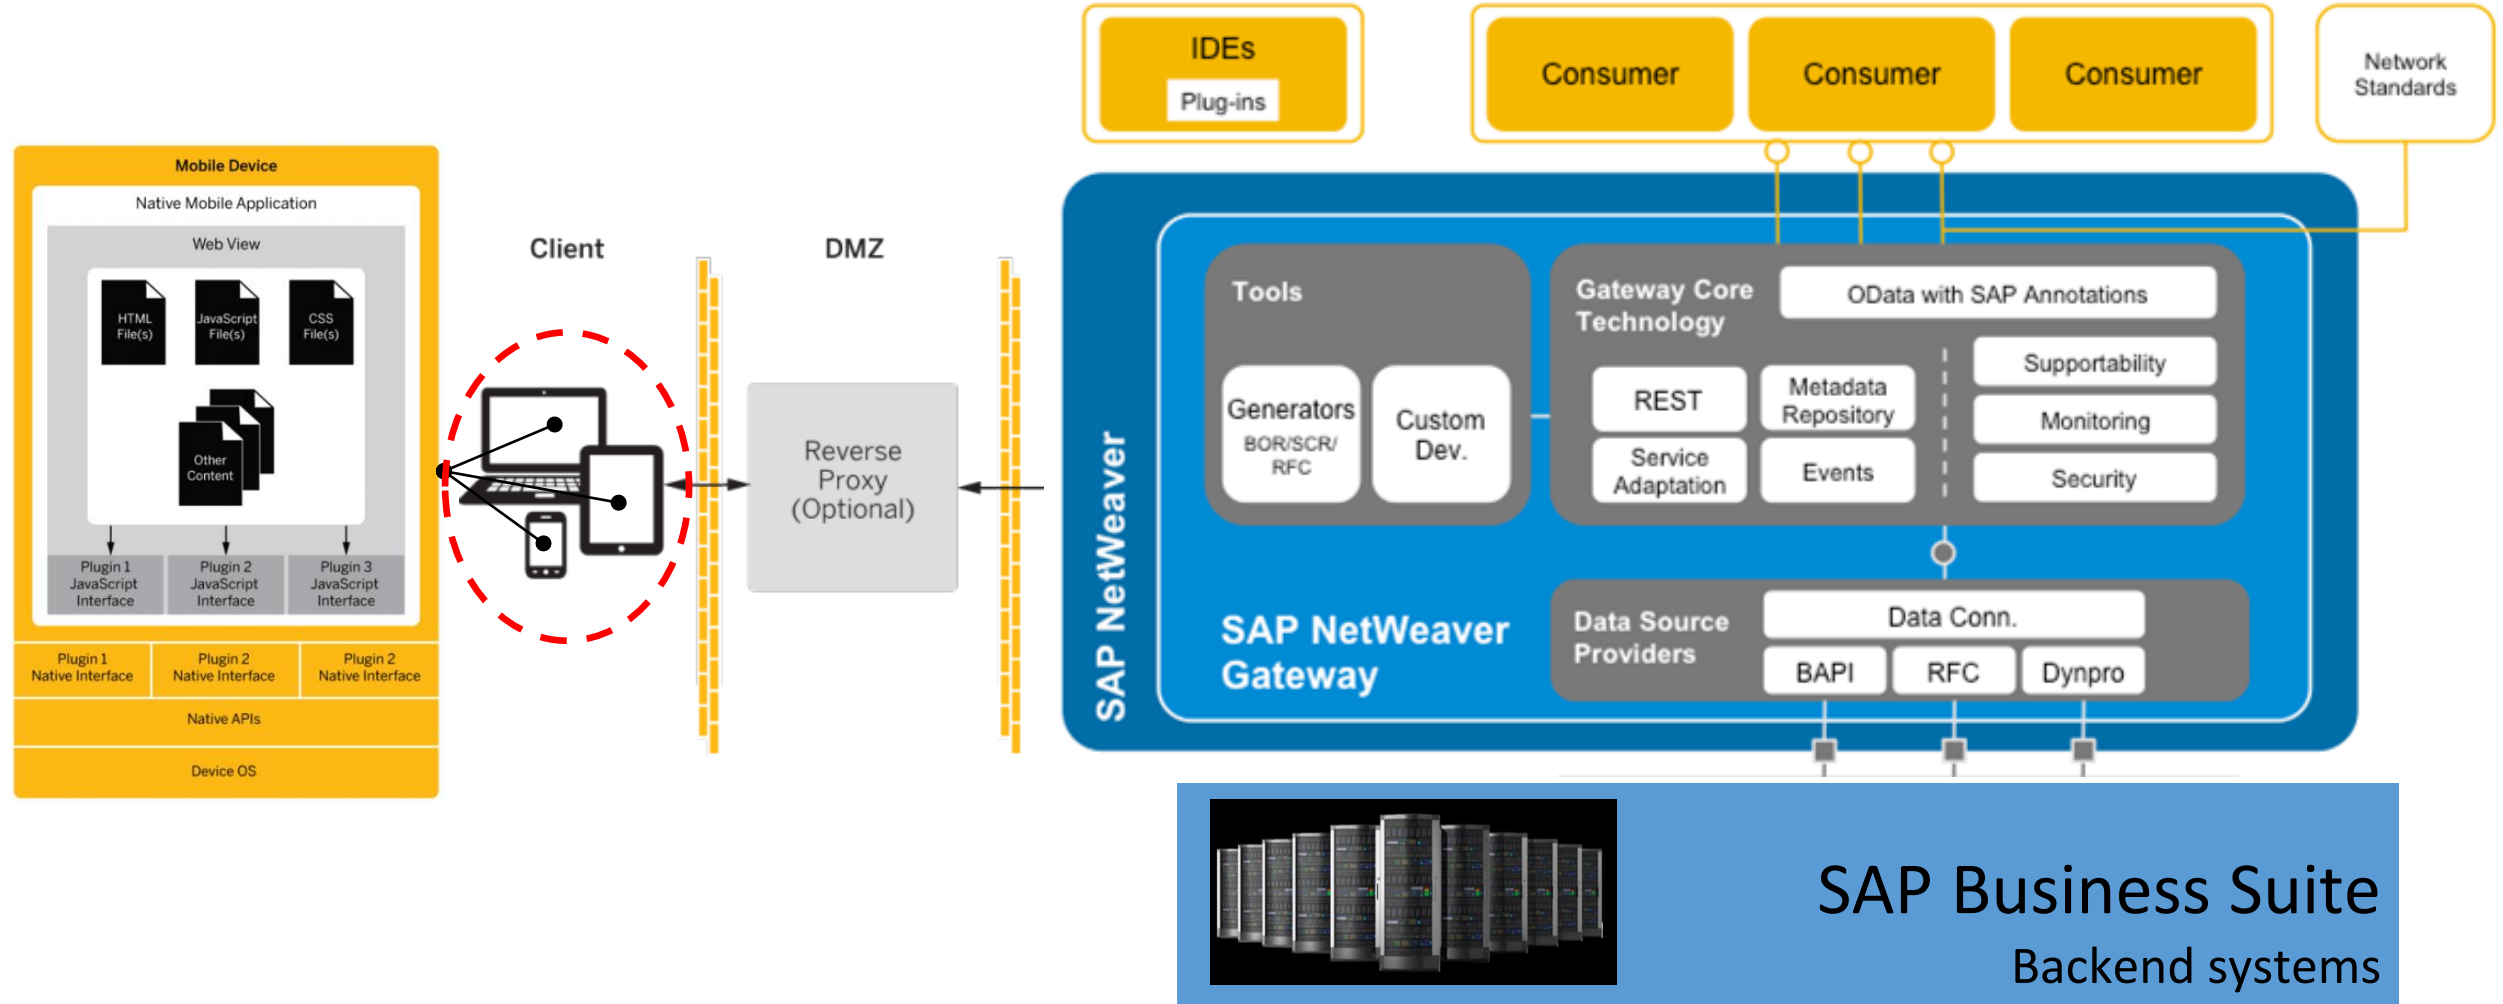 Mobile Device
Native Mobile Application
Web View
HTML
File(s)
JavaScript
File(s)
CSS
File(s)
Other
Content
Plugin 1
JavaScript
Interface
Plugin 2
JavaScript
Interface
Plugin 3
JavaScript
Interface
Plugin 1
Native Interface
Plugin 2
Native Interface
Plugin 2
Native Interface
Native APIs
Device OS
Client
DMZ
Reverse
Proxy
(Optional)
IDEs
Plug-ins
Consumer
Consumer
Consumer
Network
Standards
SAP NetWeaver
Tools
Generators
BOR/SCR/
RFC
Custom
Dev.
Gateway Core
Technology
OData with SAP Annotations
REST
Metadata
Repository
Service
Adaptation
Events
Supportability
Monitoring
Security
SAP NetWeaver
Gateway
Data Source
Providers
Data Conn.
BAPI
RFC
Dynpro
SAP Business Suite
Backend systems